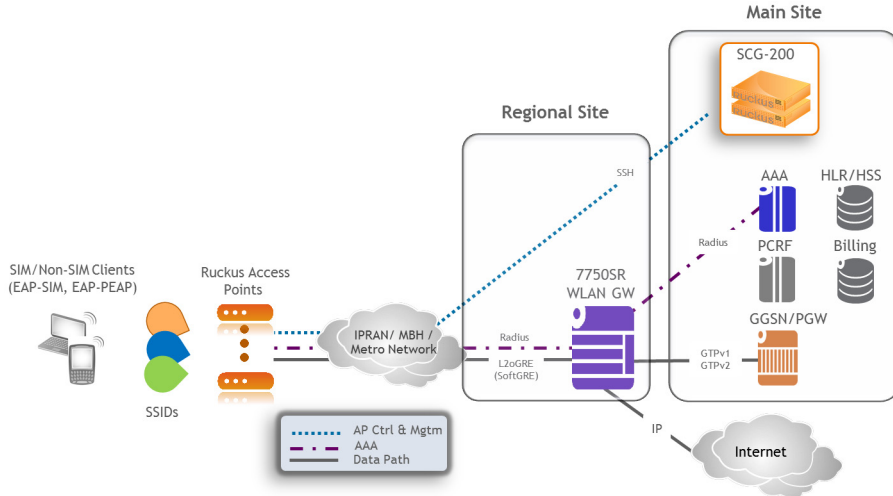 Main Site
SCG-200
Ruckus
Regional Site
SSH
AAA
HLR/HSS
Radius
PCRF
Billing
SIM/Non-SIM Clients
(EAP-SIM, EAP-PEAP)
Ruckus Access
Points
7750SR
WLAN GW
GGSN/PGW
IPRAN/ MBH /
Metro Network
Radius
L2oGRE
(SoftGRE)
GTPv1
GTPv2
SSIDs
AP Ctrl & Mgtm
AAA
Data Path
IP
Internet